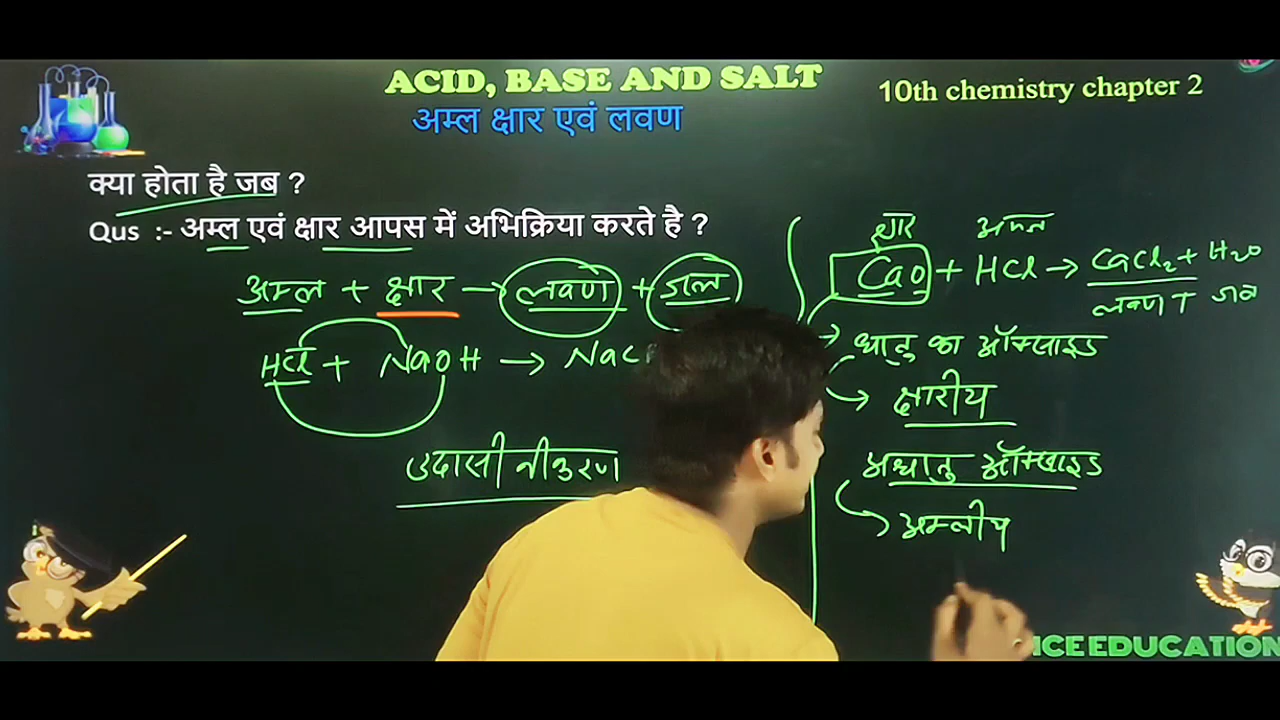 ACID, BASE AND SALT
10th chemistry chapter 2
अम्ल क्षार एवं लवण
क्या होता है जब ?
Qus :- अम्ल एवं क्षार आपस में अभिक्रिया करते है ?
अम्ल + क्षार → लवण + जल
HCl + NaOH → NaCl
उदासीनीकरण
क्षार अम्ल
CaO + HCl → CaCl₂ + H₂O
लवण + जल
→ धातु का ऑक्साइड
→ क्षारीय
अधातु ऑक्साइड
→ अम्लीय
ICE EDUCATION